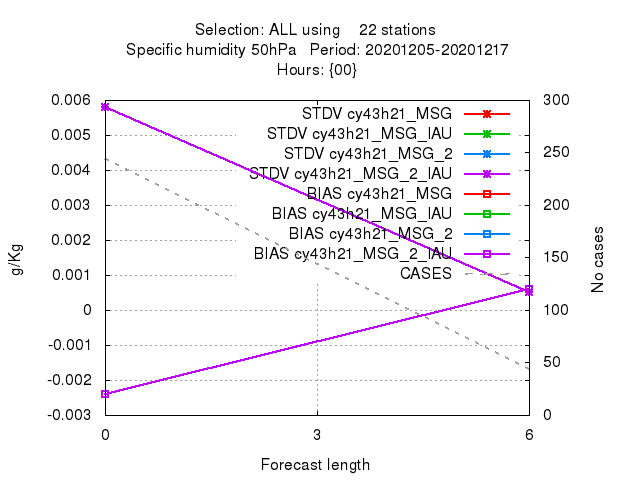 Selection: ALL using 22 stations
Specific humidity 50hPa Period: 20201205-20201217
Hours: {00}
0.006
0.005
0.004
0.003
0.002
0.001
0
-0.001
-0.002
-0.003
g/Kg
STDV cy43h21_MSG
STDV cy43h21_MSG_IAU
STDV cy43h21_MSG_2
STDV cy43h21_MSG_2_IAU
BIAS cy43h21_MSG
BIAS cy43h21_MSG_IAU
BIAS cy43h21_MSG_2
BIAS cy43h21_MSG_2_IAU
CASES
300
250
200
150
100
50
0
No cases
0 3 6
Forecast length